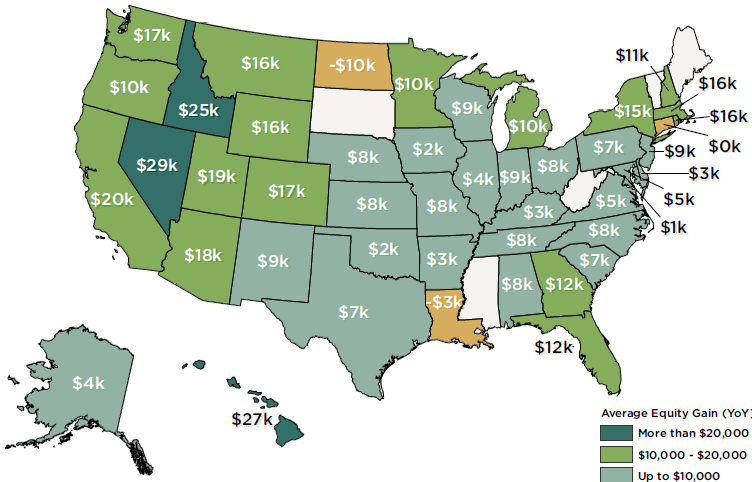 $17k
$16k
-$10k
$10k
$11k
$16k
$10k
$25k
$9k
$15k
$16k
$16k
$10k
$0k
$29k
$8k
$2k
$7k
$9k
$19k
$4k
$9k
$8k
$3k
$20k
$17k
$8k
$8k
$3k
$5k
$5k
$1k
$18k
$9k
$2k
$3k
$8k
$8k
$7k
$7k
-$3k
$8k
$12k
$12k
$4k
$27k
Average Equity Gain (YoY)
More than $20,000
$10,000 - $20,000
Up to $10,000